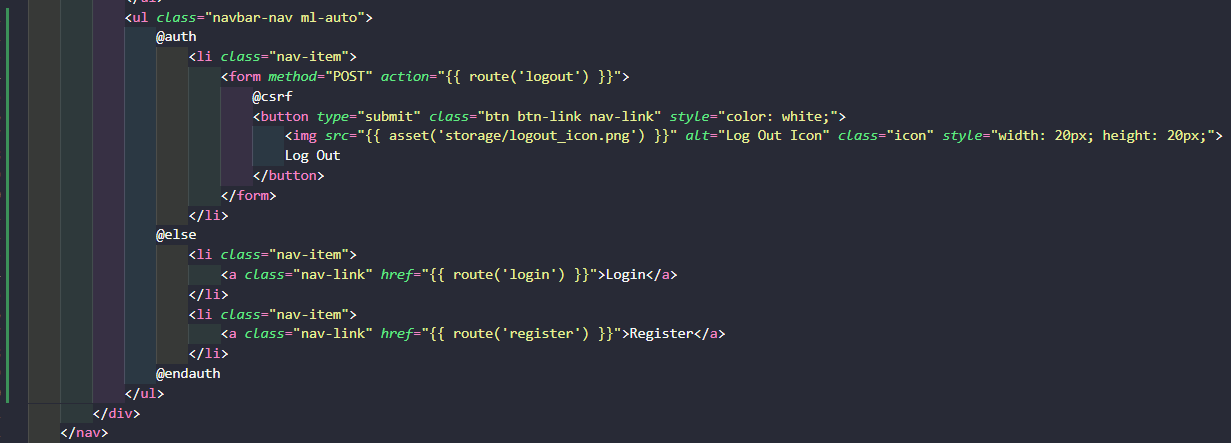 </ul>
<ul class="navbar-nav ml-auto">
@auth
<li class="nav-item">
<form method="POST" action="{{ route('logout') }}">
@csrf
<button type="submit" class="btn btn-link nav-link" style="color: white;">
<img src="{{ asset('storage/logout_icon.png') }}" alt="Log Out Icon" class="icon" style="width: 20px; height: 20px;">
Log Out
</button>
</form>
</li>
@else
<li class="nav-item">
<a class="nav-link" href="{{ route('login') }}">Login</a>
</li>
<li class="nav-item">
<a class="nav-link" href="{{ route('register') }}">Register</a>
</li>
@endauth
</ul>
</div>
</nav>